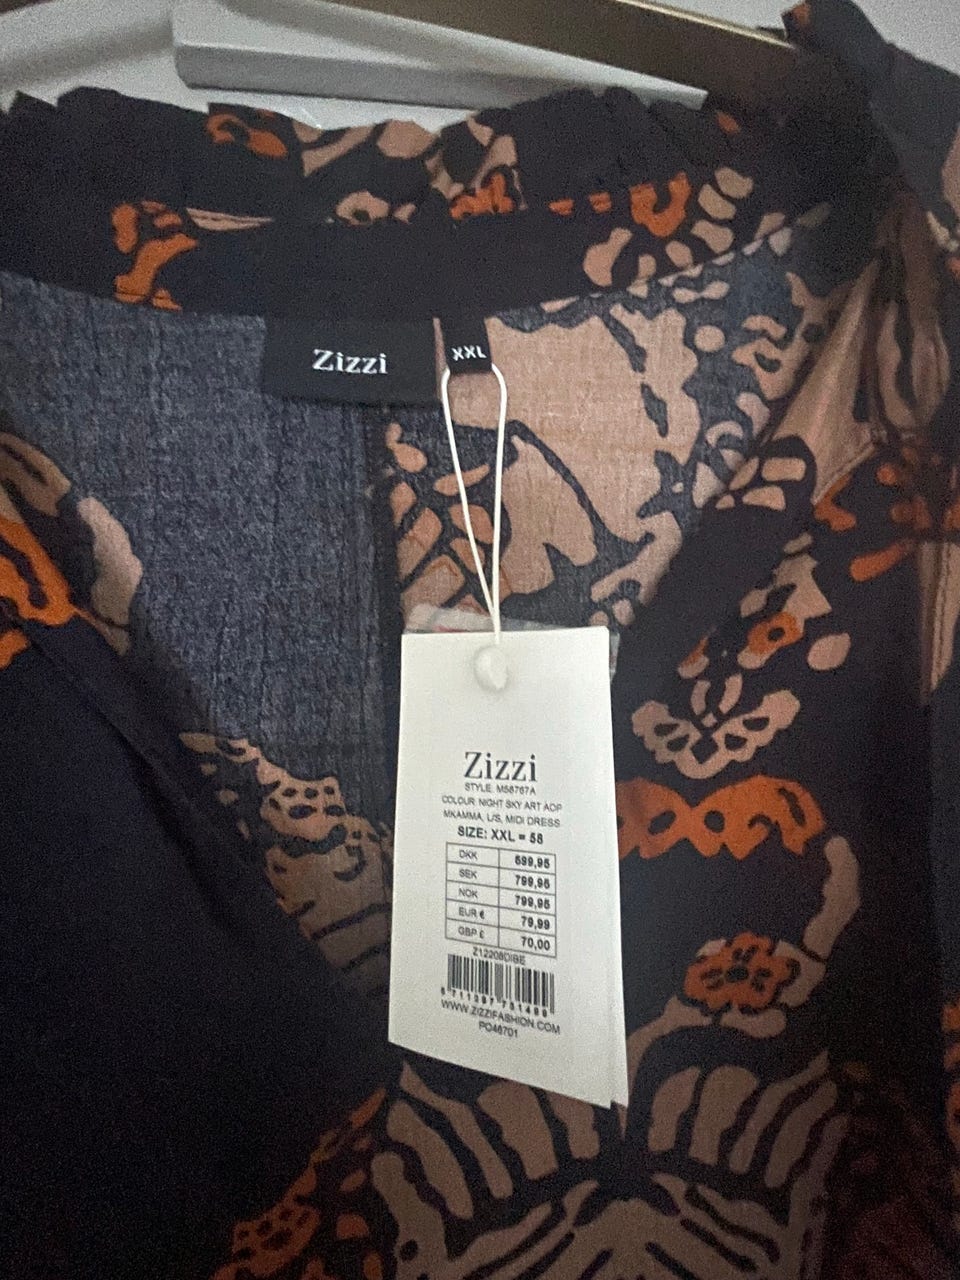 Zizzi
XXL
Zizzi
STYLE: M58767A
COLOUR: NIGHT SKY ART AOP
MKAMMA, L/S, MIDI DRESS
SIZE: XXL = 58
DKK 599,95
SEK 799,95
NOK 799,95
EUR € 79,99
GBP £ 70,00
Z12208DIBE
WWW.ZIZZIFASHION.COM
PO46701